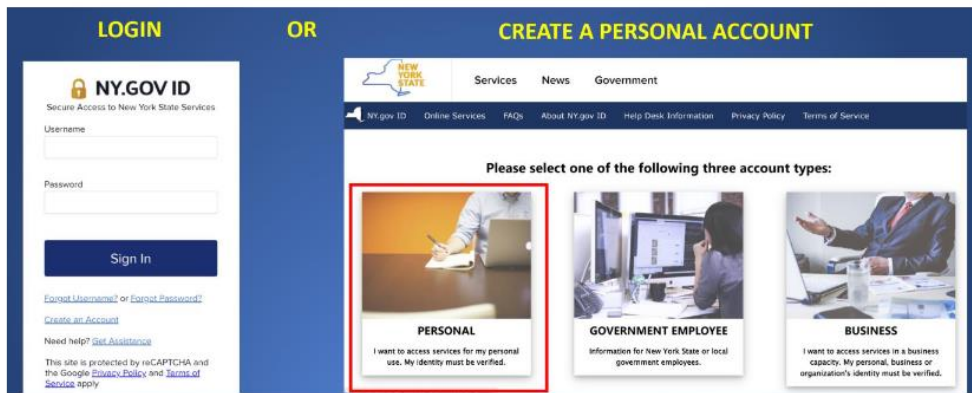 LOGIN
OR
CREATE A PERSONAL ACCOUNT
NY.GOV ID
Secure Access to New York State Services
Username
Password
Sign In
Forgot Username? or Forgot Password?
Create an Account
Need help? Get Assistance
This site is protected by reCAPTCHA and
the Google Privacy Policy and Terms of
Service apply
NEW
YORK
STATE
Services News Government
NY.gov ID Online Services FAQs About NY.gov ID Help Desk Information Privacy Policy Terms of Service
Please select one of the following three account types:
PERSONAL
I want to access services for my personal
use. My identity must be verified.
GOVERNMENT EMPLOYEE
Information for New York State or local
government employees.
BUSINESS
I want to access services in a business
capacity. My personal, business or
organization's identity must be verified.